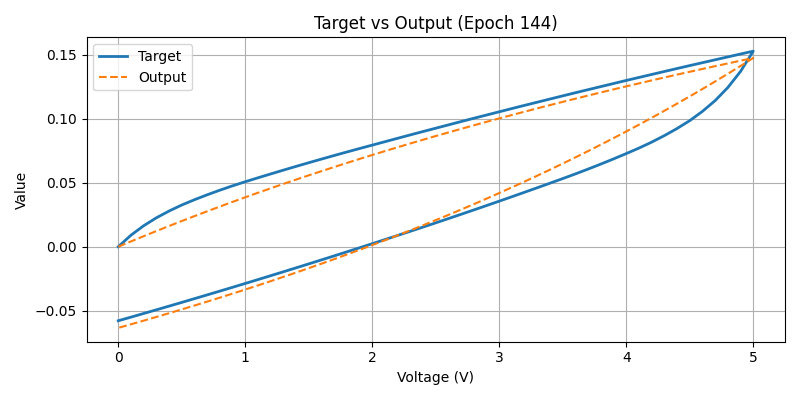 Target vs Output (Epoch 144)
Target
Output
Value
0.15
0.10
0.05
0.00
−0.05
0 1 2 3 4 5
Voltage (V)